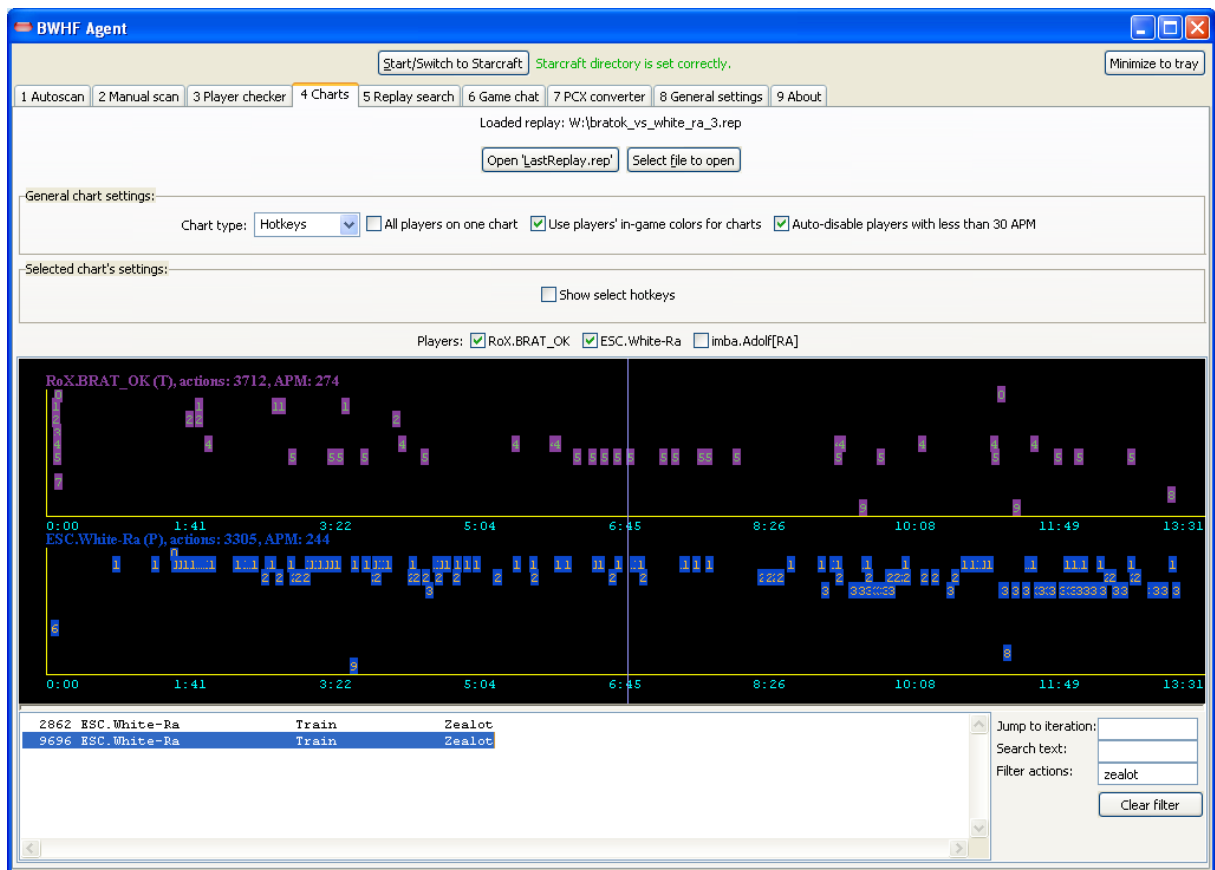 BWHF Agent
Start/Switch to Starcraft Starcraft directory is set correctly. Minimize to tray
1 Autoscan 2 Manual scan 3 Player checker 4 Charts 5 Replay search 6 Game chat 7 PCX converter 8 General settings 9 About
Loaded replay: W:\bratok_vs_white_ra_3.rep
Open 'LastReplay.rep' Select file to open
General chart settings:
Chart type: Hotkeys All players on one chart Use players' in-game colors for charts Auto-disable players with less than 30 APM
Selected chart's settings:
Show select hotkeys
Players: RoX.BRAT_OK ESC.White-Ra imba.Adolf[RA]
RoX.BRAT_OK (T), actions: 3712, APM: 274
0:00 1:41 3:22 5:04 6:45 8:26 10:08 11:49 13:31
ESC.White-Ra (P), actions: 3305, APM: 244
0:00 1:41 3:22 5:04 6:45 8:26 10:08 11:49 13:31
2862 ESC.White-Ra Train Zealot
9696 ESC.White-Ra Train Zealot
Jump to iteration:
Search text:
Filter actions: zealot
Clear filter